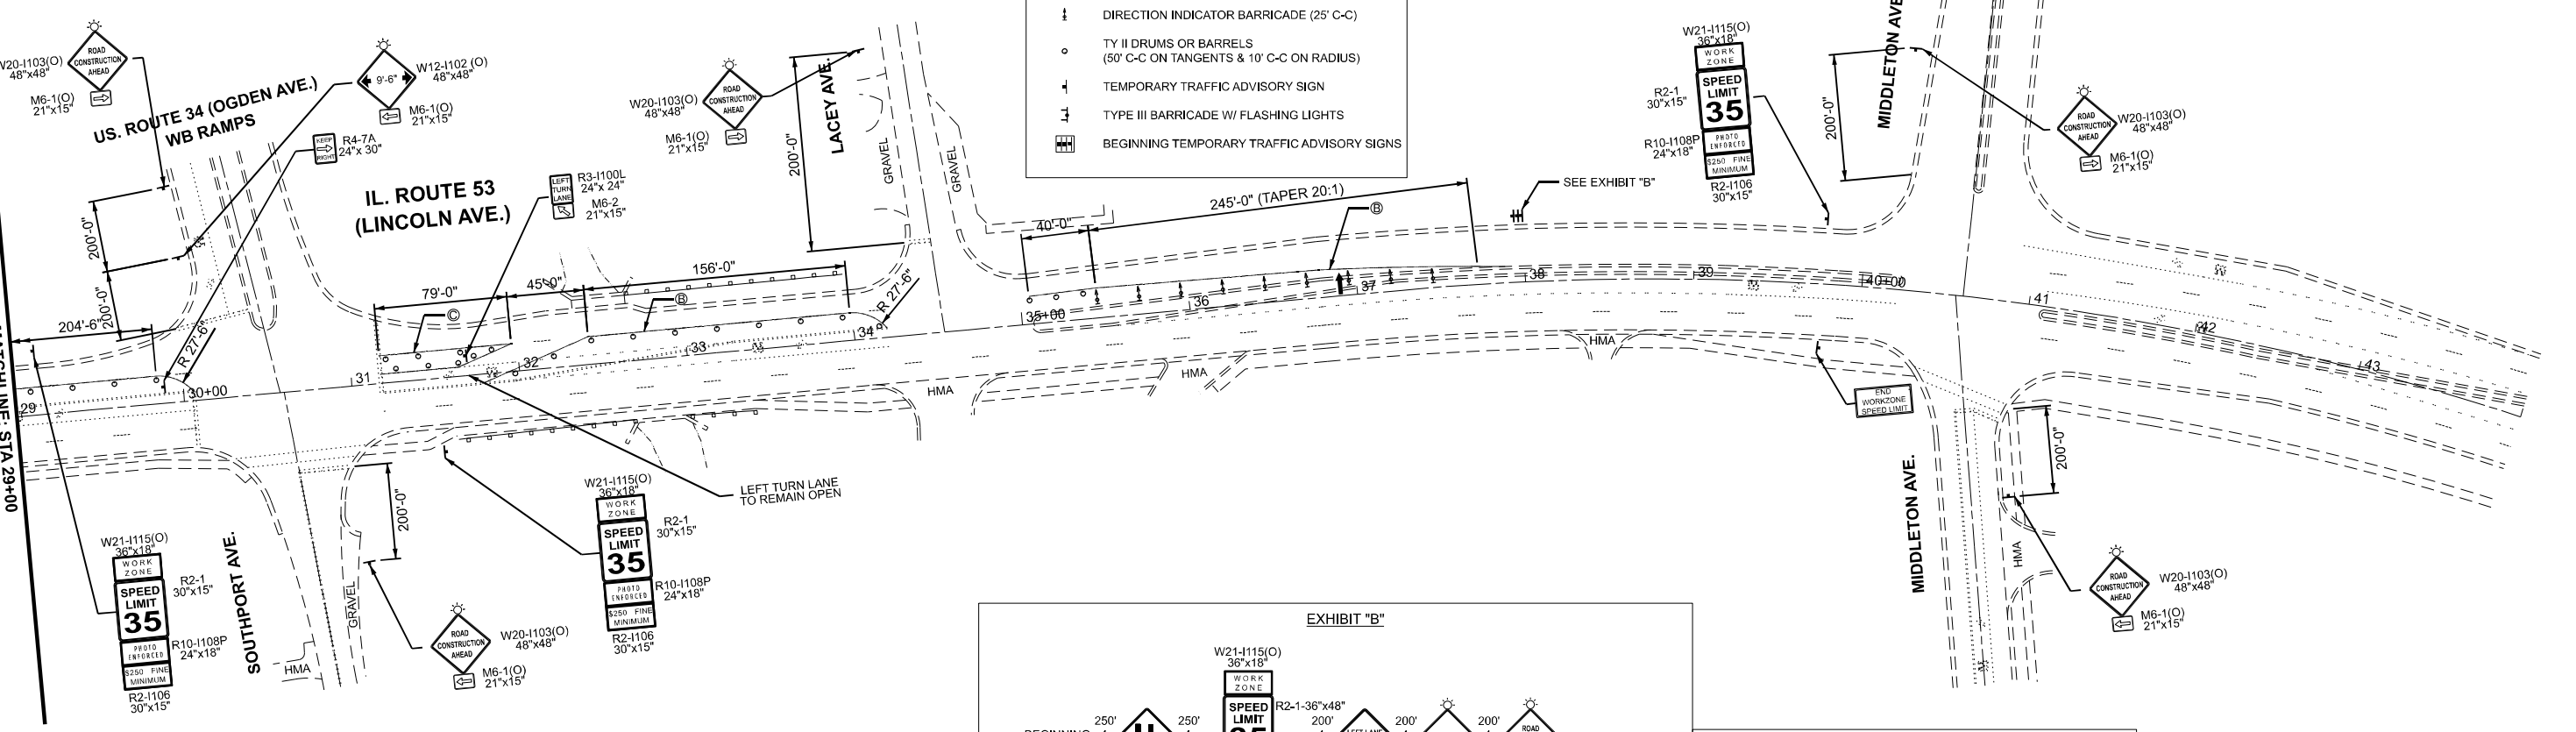 DIRECTION INDICATOR BARRICADE (25' C-C)
TY II DRUMS OR BARRELS
(50' C-C ON TANGENTS & 10' C-C ON RADIUS)
TEMPORARY TRAFFIC ADVISORY SIGN
TYPE III BARRICADE W/ FLASHING LIGHTS
BEGINNING TEMPORARY TRAFFIC ADVISORY SIGNS
W20-I103(O)
48"x48"
ROAD
CONSTRUCTION
AHEAD
M6-1(O)
21"x15"
US. ROUTE 34 (OGDEN AVE.)
WB RAMPS
9'-6"
W12-I102 (O)
48"x48"
M6-1(O)
21"x15"
KEEP
RIGHT
R4-7A
24"x 30"
IL. ROUTE 53
(LINCOLN AVE.)
LEFT
TURN
LANE
R3-I100L
24"x 24"
M6-2
21"x15"
W20-I103(O)
48"x48"
ROAD
CONSTRUCTION
AHEAD
M6-1(O)
21"x15"
200'-0"
LACEY AVE.
GRAVEL
GRAVEL
40'-0"
245'-0" (TAPER 20:1)
B
SEE EXHIBIT "B"
W21-I115(O)
36"x18"
WORK
ZONE
R2-1
30"x15"
SPEED
LIMIT
35
R10-I108P
24"x18"
PHOTO
ENFORCED
$250 FINE
MINIMUM
R2-I106
30"x15"
200'-0"
MIDDLETON AVE.
ROAD
CONSTRUCTION
AHEAD
W20-I103(O)
48"x48"
M6-1(O)
21"x15"
200'-0"
200'-0"
204'-6"
R 27'-6"
79'-0"
45'-0"
156'-0"
R 27'-6"
C
B
29
30+00
31
32
33
34
35+00
36
37
38
39
40+00
41
42
43
HMA
HMA
HMA
END
WORKZONE
SPEED LIMIT
MATCHLINE: STA 29+00
LEFT TURN LANE
TO REMAIN OPEN
W21-I115(O)
36"x18"
WORK
ZONE
SPEED
LIMIT
35
R2-1
30"x15"
PHOTO
ENFORCED
R10-I108P
24"x18"
$250 FINE
MINIMUM
R2-I106
30"x15"
SOUTHPORT AVE.
HMA
GRAVEL
200'-0"
ROAD
CONSTRUCTION
AHEAD
W20-I103(O)
48"x48"
M6-1(O)
21"x15"
W21-I115(O)
36"x18"
WORK
ZONE
SPEED
LIMIT
35
R2-1
30"x15"
PHOTO
ENFORCED
R10-I108P
24"x18"
$250 FINE
MINIMUM
R2-I106
30"x15"
MIDDLETON AVE.
HMA
200'-0"
ROAD
CONSTRUCTION
AHEAD
W20-I103(O)
48"x48"
M6-1(O)
21"x15"
EXHIBIT "B"
W21-I115(O)
36"x18"
WORK
ZONE
SPEED
LIMIT
R2-1-36"x48"
250'
250'
200'
200'
200'
ROAD